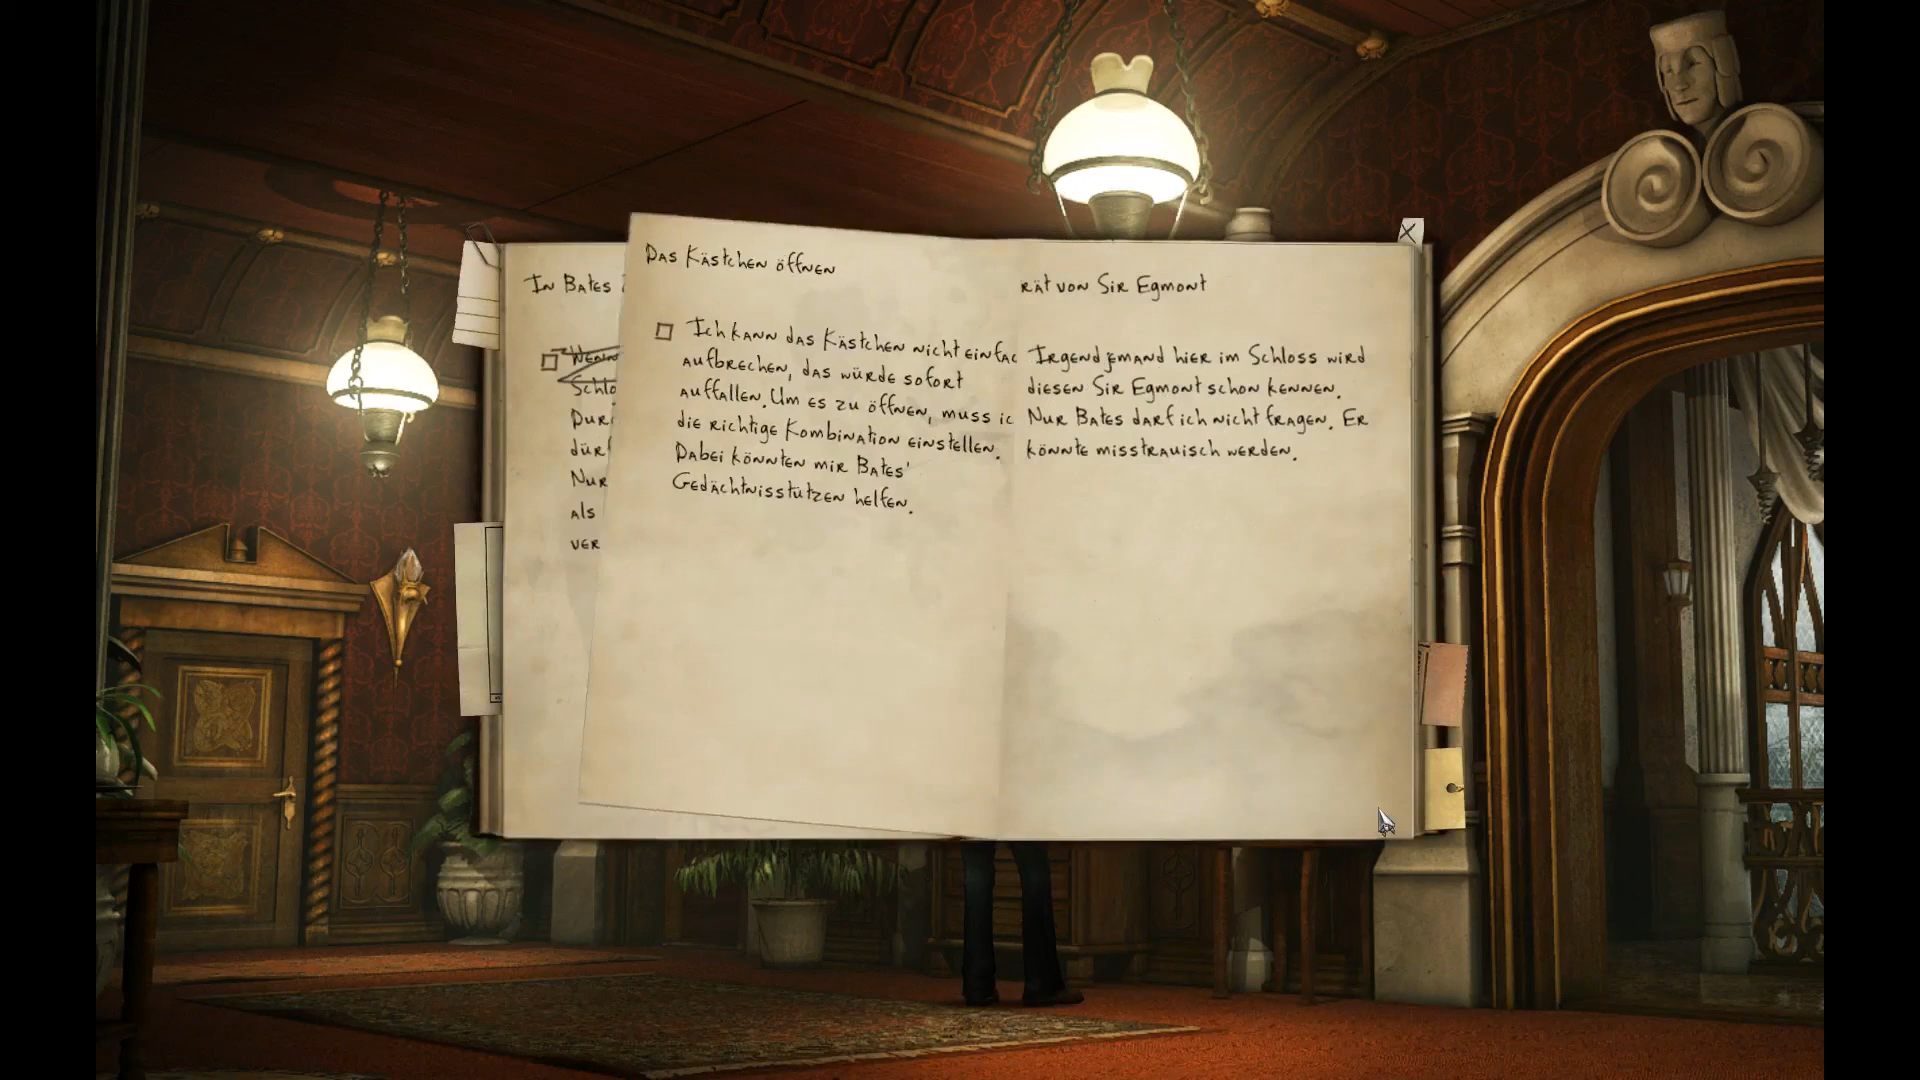 In Bates
Schlo
Dur
dürf
Nur
als
ver
Das Kästchen öffnen
Ich kann das Kästchen nicht einfac
aufbrechen, das würde sofort
auffallen. Um es zu öffnen, muss ic
die richtige Kombination einstellen.
Dabei könnten mir Bates'
Gedächtnisstützen helfen.
rät von Sir Egmont
Irgendjemand hier im Schloss wird
diesen Sir Egmont schon kennen.
Nur Bates darf ich nicht fragen. Er
könnte misstrauisch werden.